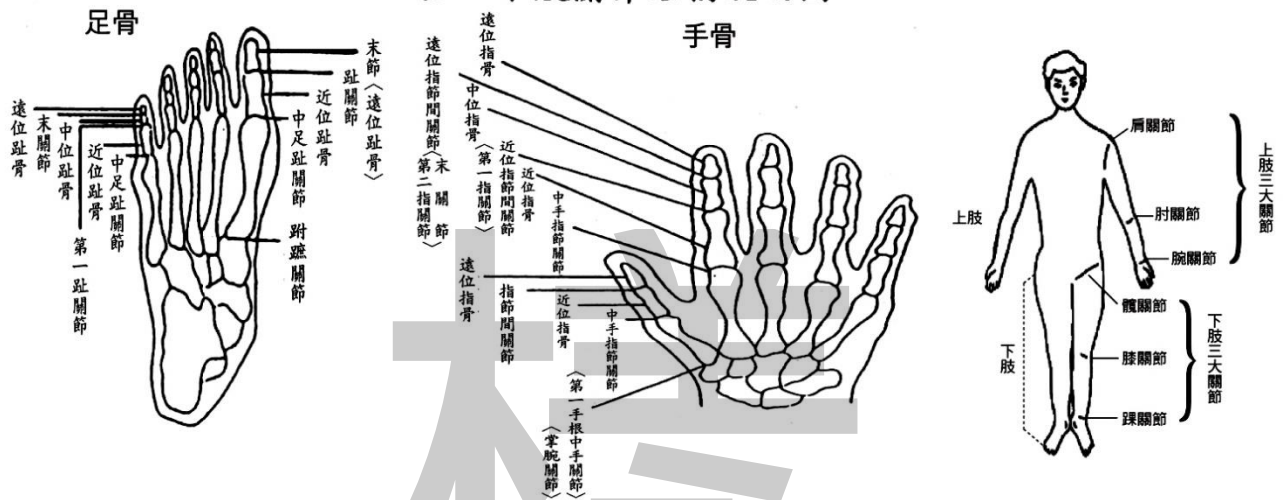 足骨
遠位趾骨
末關節
中位趾骨
近位趾骨
中足趾關節
第一趾關節
末節︿遠位趾骨﹀
趾關節
近位趾骨
中足趾關節
跗蹠關節
手骨
遠位指骨
遠位指節間關節︿末關節
第二指關節﹀
中位指骨
近位指節間關節
︿第一指關節﹀
近位指骨
中手指節關節
遠位指骨
指節間關節
近位指骨
中手指節關節
︿第一手根中手關節﹀
︿掌腕關節﹀
肩關節
肘關節
腕關節
上肢三大關節
上肢
髖關節
膝關節
踝關節
下肢三大關節
下肢
樣